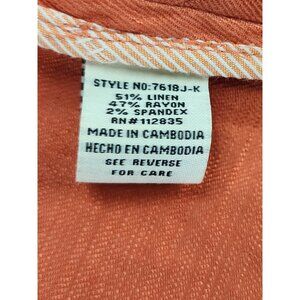 STYLE NO:7618J-K
51% LINEN
47% RAYON
2% SPANDEX
RN# 112835
MADE IN CAMBODIA
HECHO EN CAMBODIA
SEE REVERSE
FOR CARE